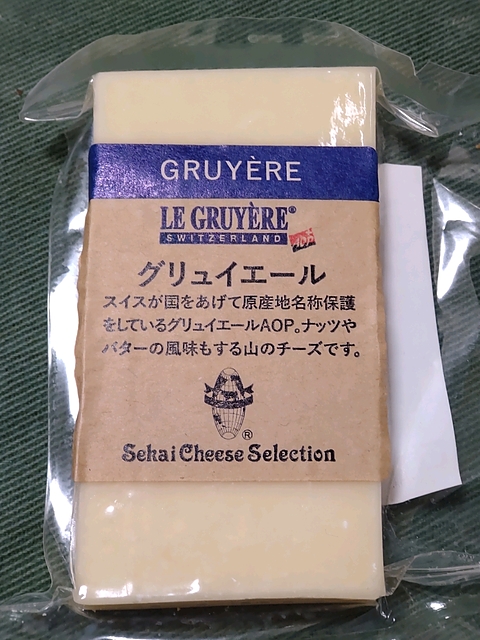 GRUYÈRE
LE GRUYÈRE®
SWITZERLAND AOP
グリュイエール
スイスが国をあげて原産地名称保護
をしているグリュイエールAOP。ナッツや
バターの風味もする山のチーズです。
®
Sekai Cheese Selection